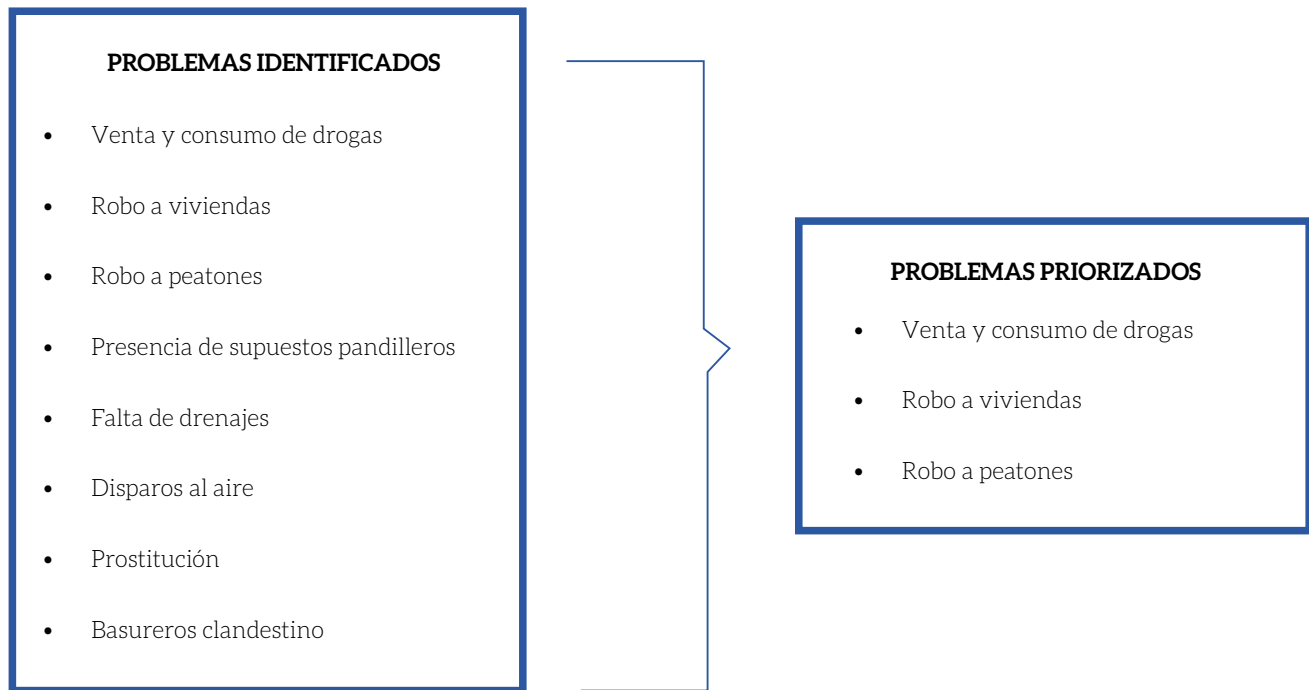 PROBLEMAS IDENTIFICADOS
• Venta y consumo de drogas
• Robo a viviendas
• Robo a peatones
• Presencia de supuestos pandilleros
• Falta de drenajes
• Disparos al aire
• Prostitución
• Basureros clandestino
PROBLEMAS PRIORIZADOS
• Venta y consumo de drogas
• Robo a viviendas
• Robo a peatones